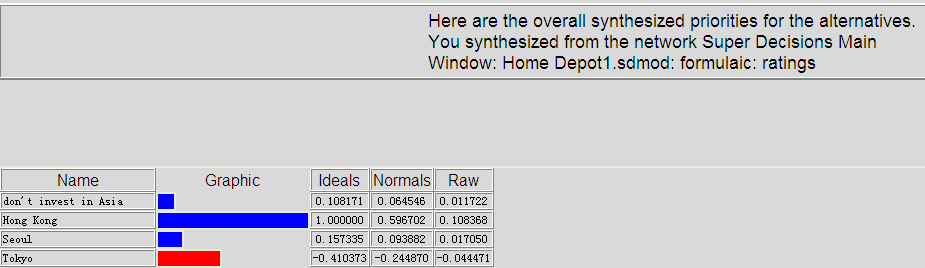 Here are the overall synthesized priorities for the alternatives.
You synthesized from the network Super Decisions Main
Window: Home Depot1.sdmod: formulaic: ratings
Name Graphic Ideals Normals Raw
don't invest in Asia 0.108171 0.064546 0.011722
Hong Kong 1.000000 0.596702 0.108368
Seoul 0.157335 0.093882 0.017050
Tokyo -0.410373 -0.244870 -0.044471